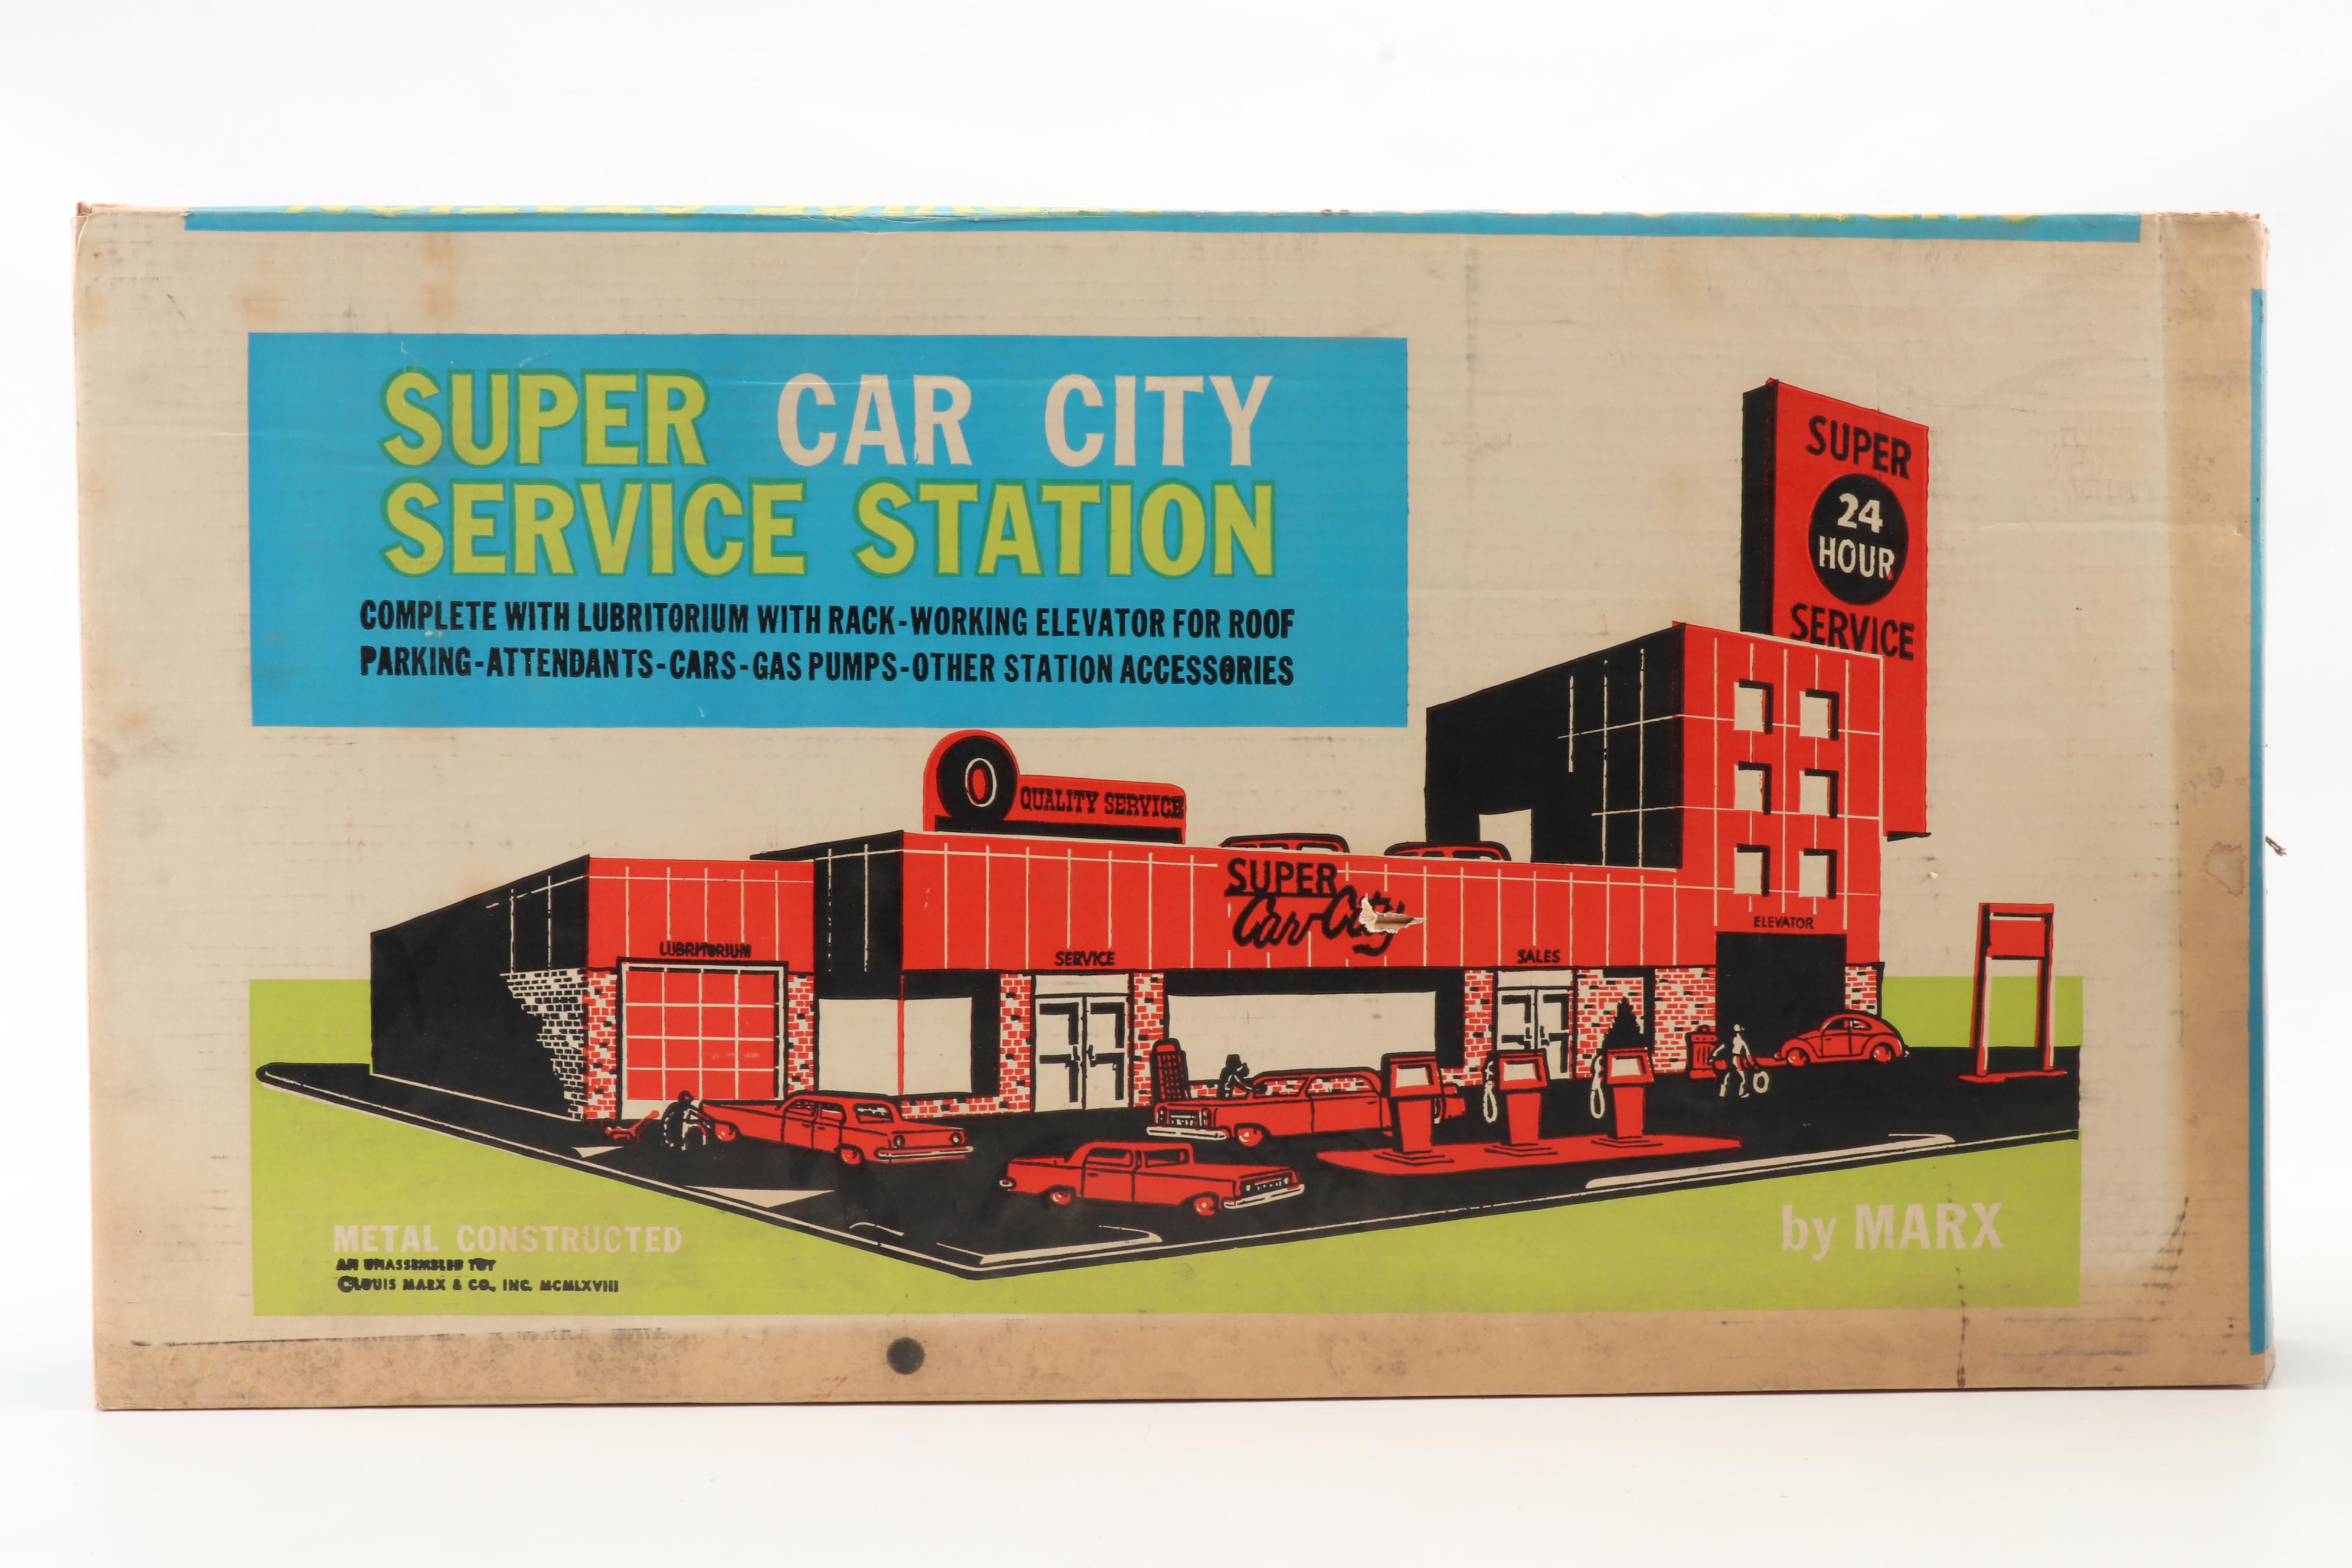 SUPER CAR CITY
SERVICE STATION
COMPLETE WITH LUBRITORIUM WITH RACK-WORKING ELEVATOR FOR ROOF
PARKING-ATTENDANTS-CARS-GAS PUMPS-OTHER STATION ACCESSORIES
SUPER
24
HOUR
SERVICE
QUALITY SERVICE
SUPER
Car City
ELEVATOR
LUBRITORIUM
SERVICE
SALES
METAL CONSTRUCTED
AN UNASSEMBLED TOY
©LOUIS MARX & CO., INC. MCMLXVIII
by MARX